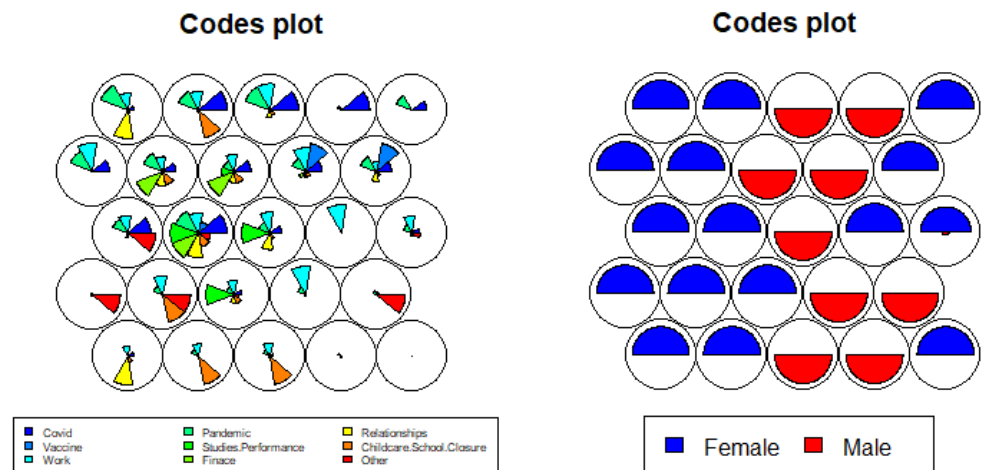 Codes plot
Codes plot
Covid
Vaccine
Work
Pandemic
Studies.Performance
Finace
Relationships
Childcare.School.Closure
Other
Female
Male